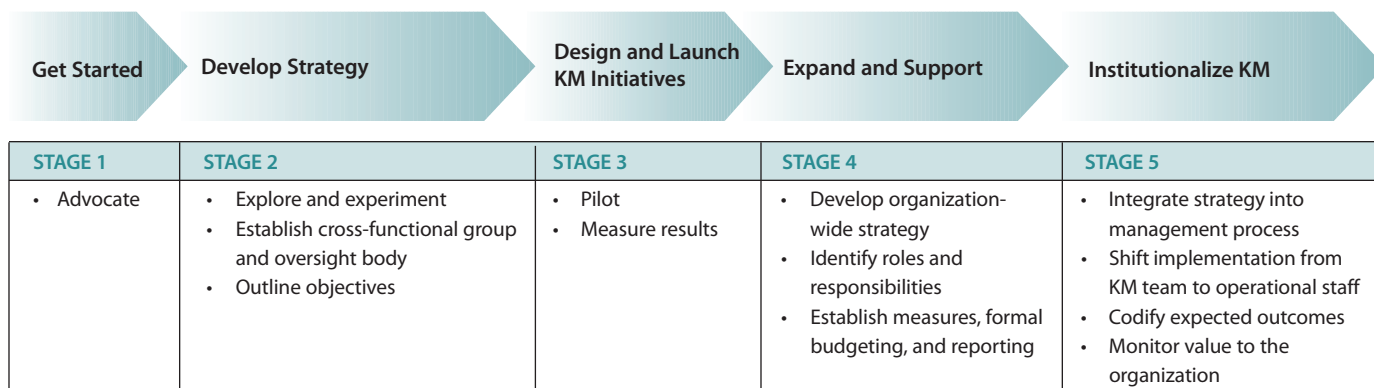 Get Started
Develop Strategy
Design and Launch
KM Initiatives
Expand and Support
Institutionalize KM
STAGE 1
• Advocate
STAGE 2
• Explore and experiment
• Establish cross-functional group
and oversight body
• Outline objectives
STAGE 3
• Pilot
• Measure results
STAGE 4
• Develop organization-
wide strategy
• Identify roles and
responsibilities
• Establish measures, formal
budgeting, and reporting
STAGE 5
• Integrate strategy into
management process
• Shift implementation from
KM team to operational staff
• Codify expected outcomes
• Monitor value to the
organization